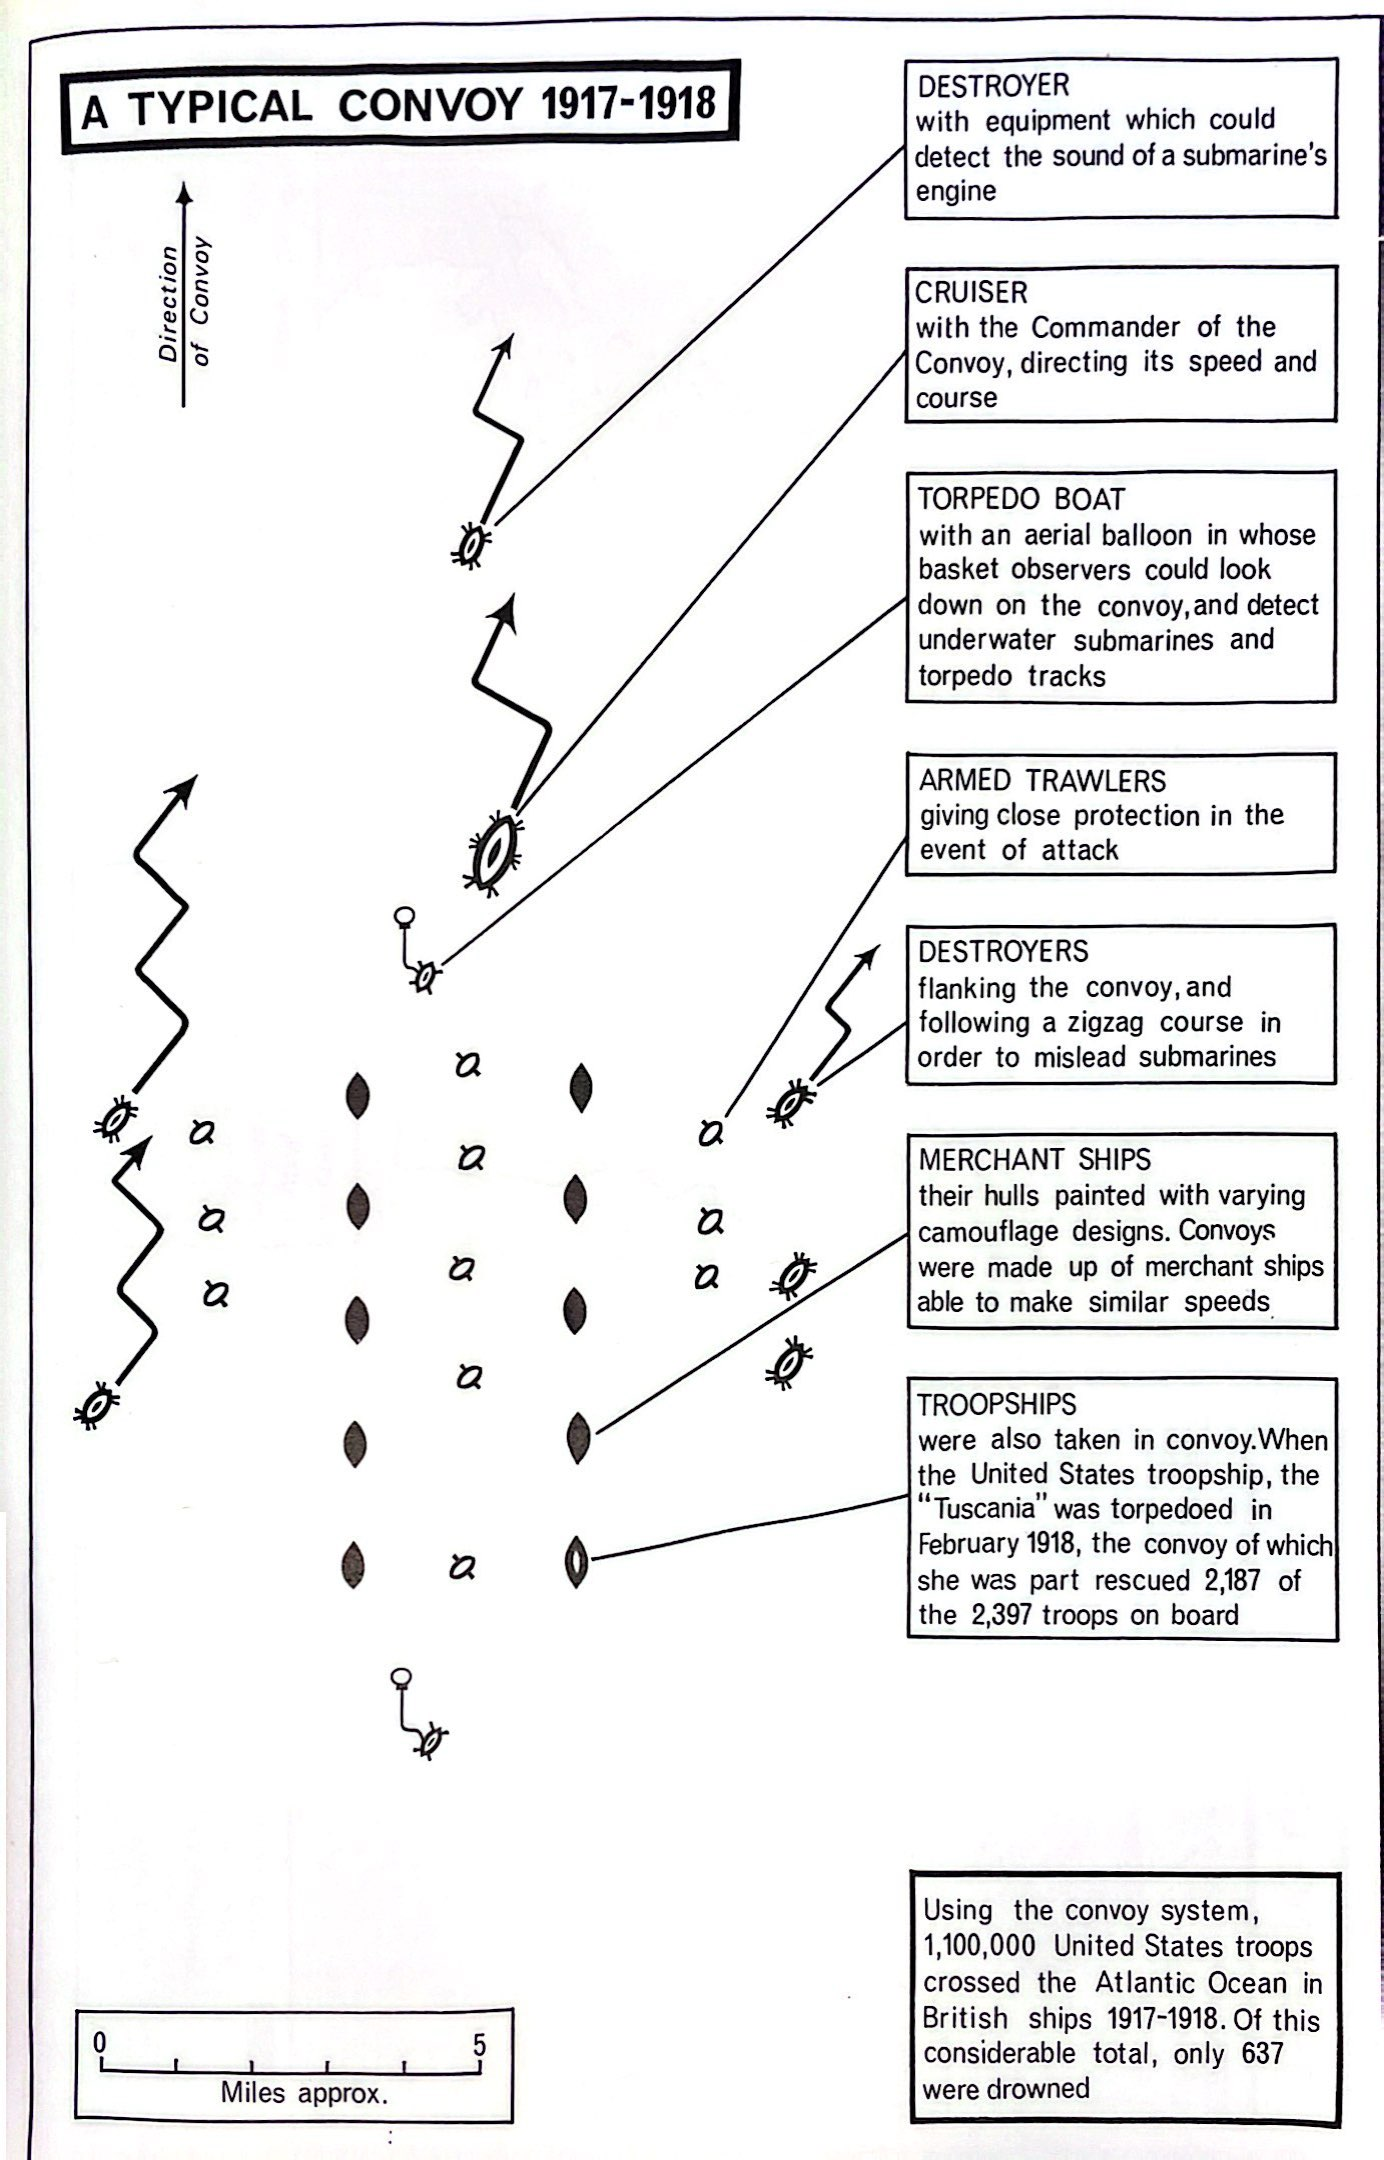 A TYPICAL CONVOY 1917-1918
Direction
of Convoy
DESTROYER
with equipment which could
detect the sound of a submarine's
engine
CRUISER
with the Commander of the
Convoy, directing its speed and
course
TORPEDO BOAT
with an aerial balloon in whose
basket observers could look
down on the convoy, and detect
underwater submarines and
torpedo tracks
ARMED TRAWLERS
giving close protection in the
event of attack
DESTROYERS
flanking the convoy, and
following a zigzag course in
order to mislead submarines
MERCHANT SHIPS
their hulls painted with varying
camouflage designs. Convoys
were made up of merchant ships
able to make similar speeds
TROOPSHIPS
were also taken in convoy. When
the United States troopship, the
"Tuscania" was torpedoed in
February 1918, the convoy of which
she was part rescued 2,187 of
the 2,397 troops on board
Using the convoy system,
1,100,000 United States troops
crossed the Atlantic Ocean in
British ships 1917-1918. Of this
considerable total, only 637
were drowned
0 5
Miles approx.